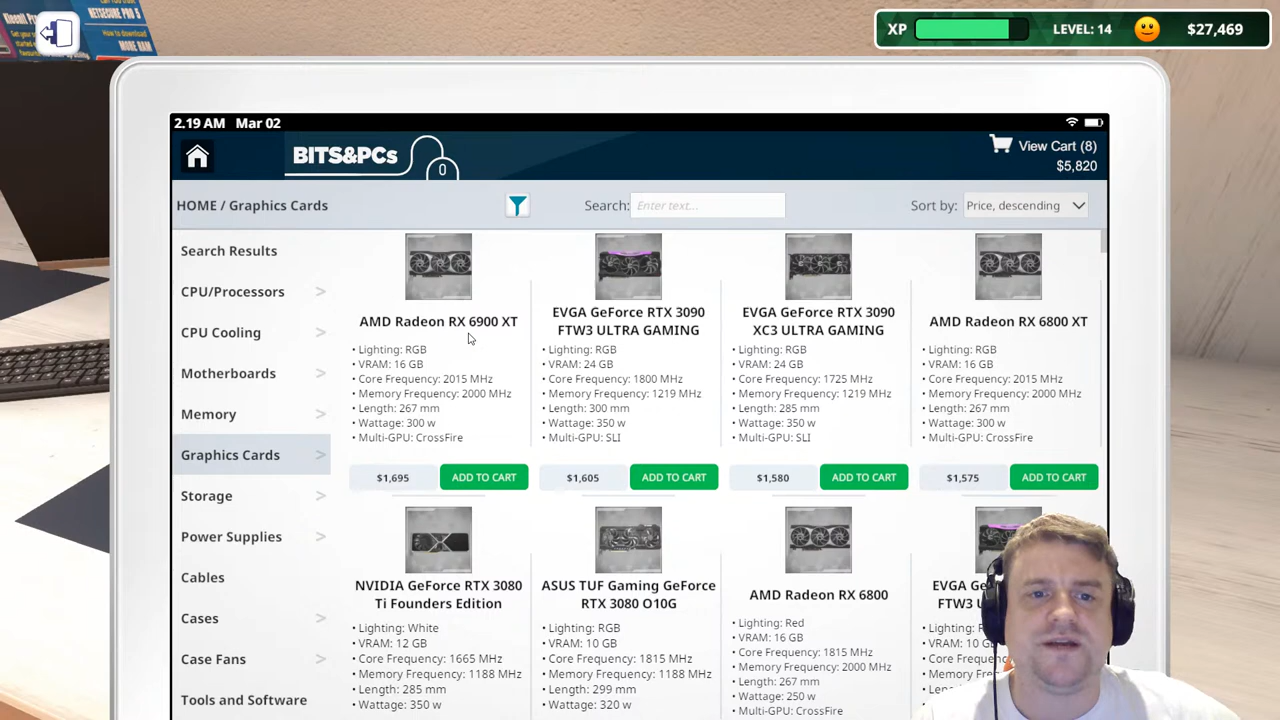 NETSECURE PRO 5
How to download
MORE RAM
XP
LEVEL: 14
$27,469
2.19 AM Mar 02
BITS&PCs
View Cart (8)
$5,820
HOME / Graphics Cards
Search:
Enter text...
Sort by:
Price, descending
Search Results
CPU/Processors >
CPU Cooling >
Motherboards >
Memory >
Graphics Cards >
Storage >
Power Supplies >
Cables
Cases >
Case Fans >
Tools and Software
AMD Radeon RX 6900 XT
• Lighting: RGB
• VRAM: 16 GB
• Core Frequency: 2015 MHz
• Memory Frequency: 2000 MHz
• Length: 267 mm
• Wattage: 300 w
• Multi-GPU: CrossFire
$1,695
ADD TO CART
EVGA GeForce RTX 3090
FTW3 ULTRA GAMING
• Lighting: RGB
• VRAM: 24 GB
• Core Frequency: 1800 MHz
• Memory Frequency: 1219 MHz
• Length: 300 mm
• Wattage: 350 w
• Multi-GPU: SLI
$1,605
ADD TO CART
EVGA GeForce RTX 3090
XC3 ULTRA GAMING
• Lighting: RGB
• VRAM: 24 GB
• Core Frequency: 1725 MHz
• Memory Frequency: 1219 MHz
• Length: 285 mm
• Wattage: 350 w
• Multi-GPU: SLI
$1,580
ADD TO CART
AMD Radeon RX 6800 XT
• Lighting: RGB
• VRAM: 16 GB
• Core Frequency: 2015 MHz
• Memory Frequency: 2000 MHz
• Length: 267 mm
• Wattage: 300 w
• Multi-GPU: CrossFire
$1,575
ADD TO CART
NVIDIA GeForce RTX 3080
Ti Founders Edition
• Lighting: White
• VRAM: 12 GB
• Core Frequency: 1665 MHz
• Memory Frequency: 1188 MHz
• Length: 285 mm
• Wattage: 350 w
ASUS TUF Gaming GeForce
RTX 3080 O10G
• Lighting: RGB
• VRAM: 10 GB
• Core Frequency: 1815 MHz
• Memory Frequency: 1188 MHz
• Length: 299 mm
• Wattage: 320 w
AMD Radeon RX 6800
• Lighting: Red
• VRAM: 16 GB
• Core Frequency: 1815 MHz
• Memory Frequency: 2000 MHz
• Length: 267 mm
• Wattage: 250 w
• Multi-GPU: CrossFire
EVGA
FTW3
• Lighting:
• VRAM: 10
• Core
• Memory